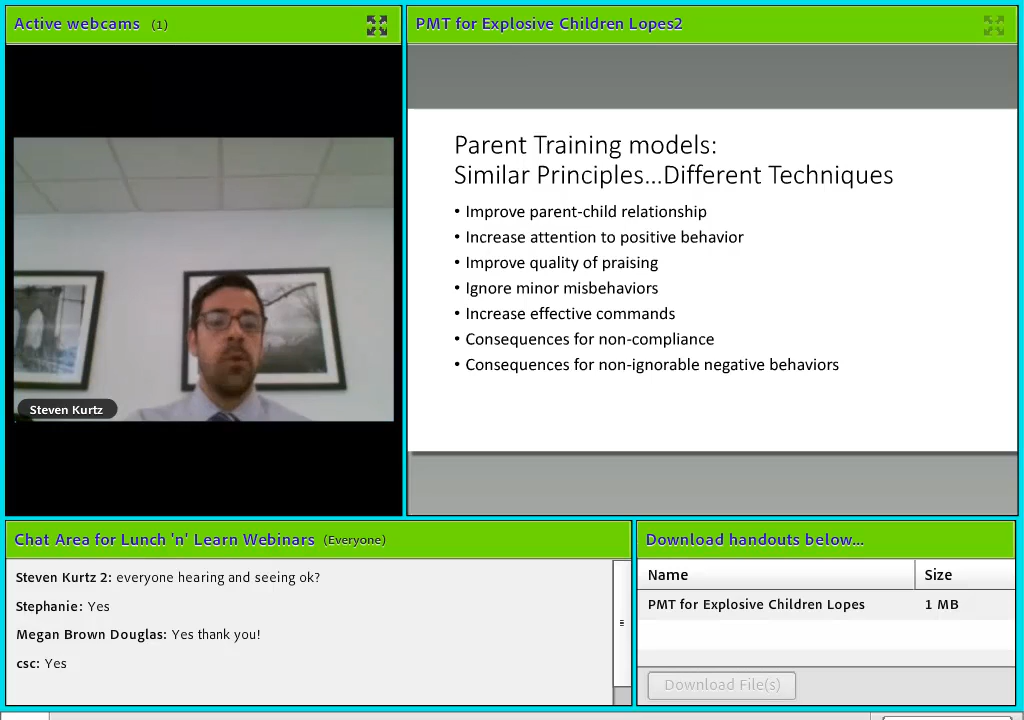 Active webcams (1)
Steven Kurtz
PMT for Explosive Children Lopes2
Parent Training models:
Similar Principles...Different Techniques
• Improve parent-child relationship
• Increase attention to positive behavior
• Improve quality of praising
• Ignore minor misbehaviors
• Increase effective commands
• Consequences for non-compliance
• Consequences for non-ignorable negative behaviors
Chat Area for Lunch 'n' Learn Webinars (Everyone)
Steven Kurtz 2: everyone hearing and seeing ok?
Stephanie: Yes
Megan Brown Douglas: Yes thank you!
csc: Yes
Download handouts below...
Name Size
PMT for Explosive Children Lopes 1 MB
Download File(s)